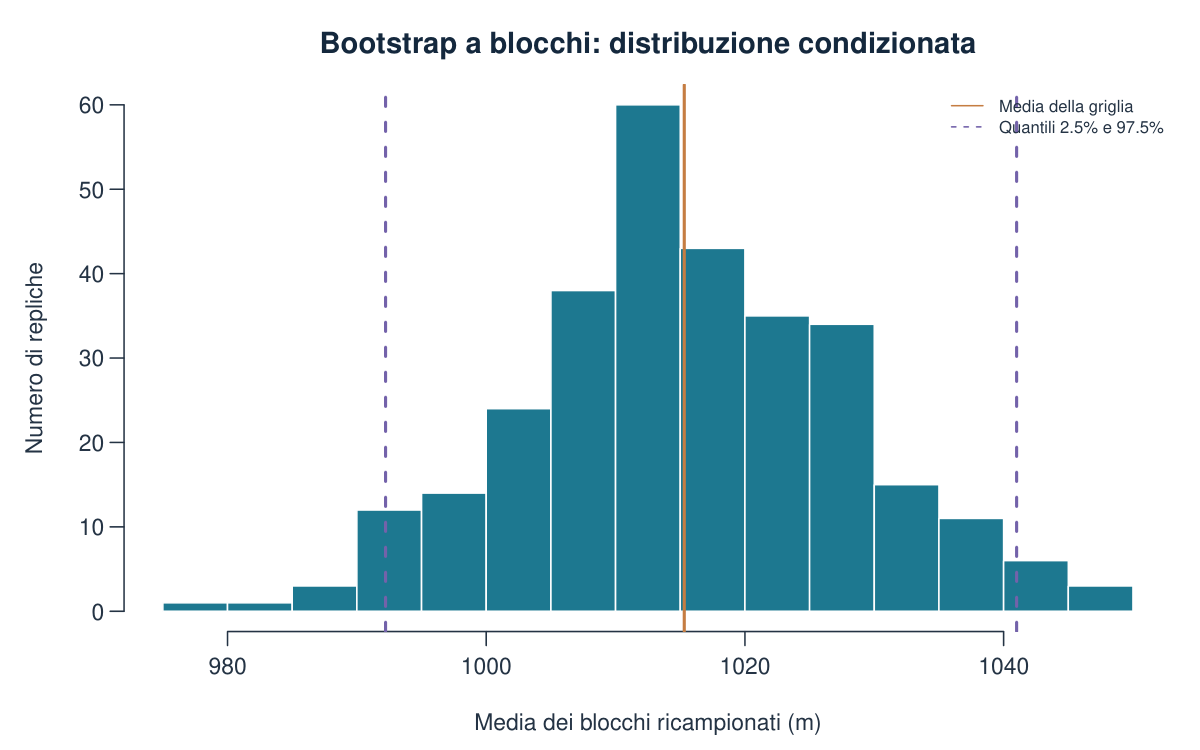 Bootstrap a blocchi: distribuzione condizionata
Media della griglia
Quantili 2.5% e 97.5%
Numero di repliche
60
50
40
30
20
10
0
980 1000 1020 1040
Media dei blocchi ricampionati (m)